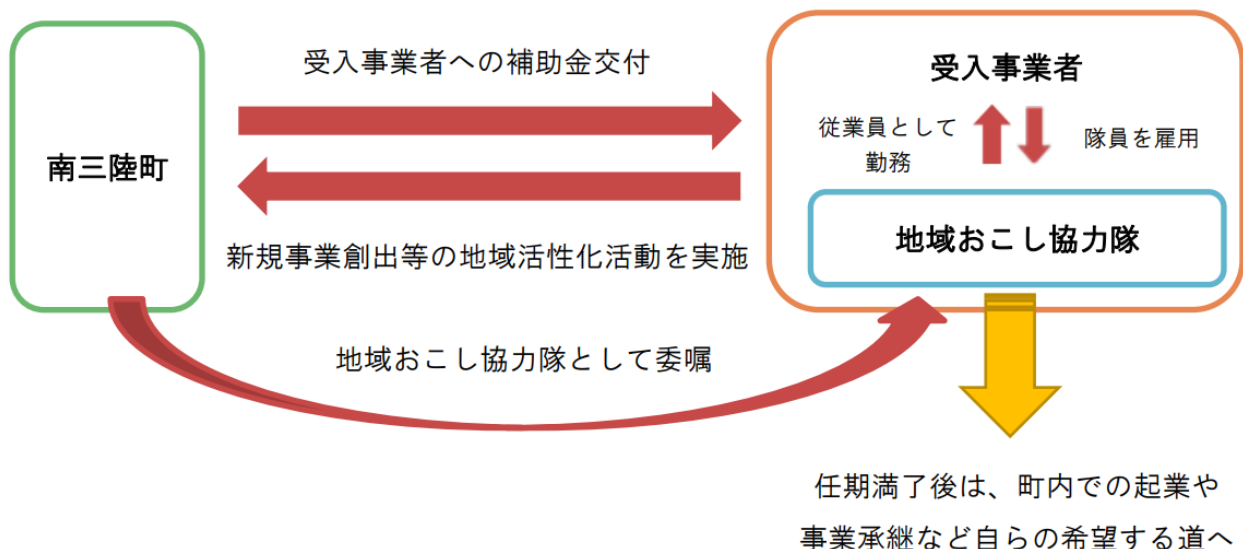 南三陸町
受入事業者への補助金交付
新規事業創出等の地域活性化活動を実施
地域おこし協力隊として委嘱
受入事業者
従業員として
勤務
隊員を雇用
地域おこし協力隊
任期満了後は、町内での起業や
事業承継など自らの希望する道へ